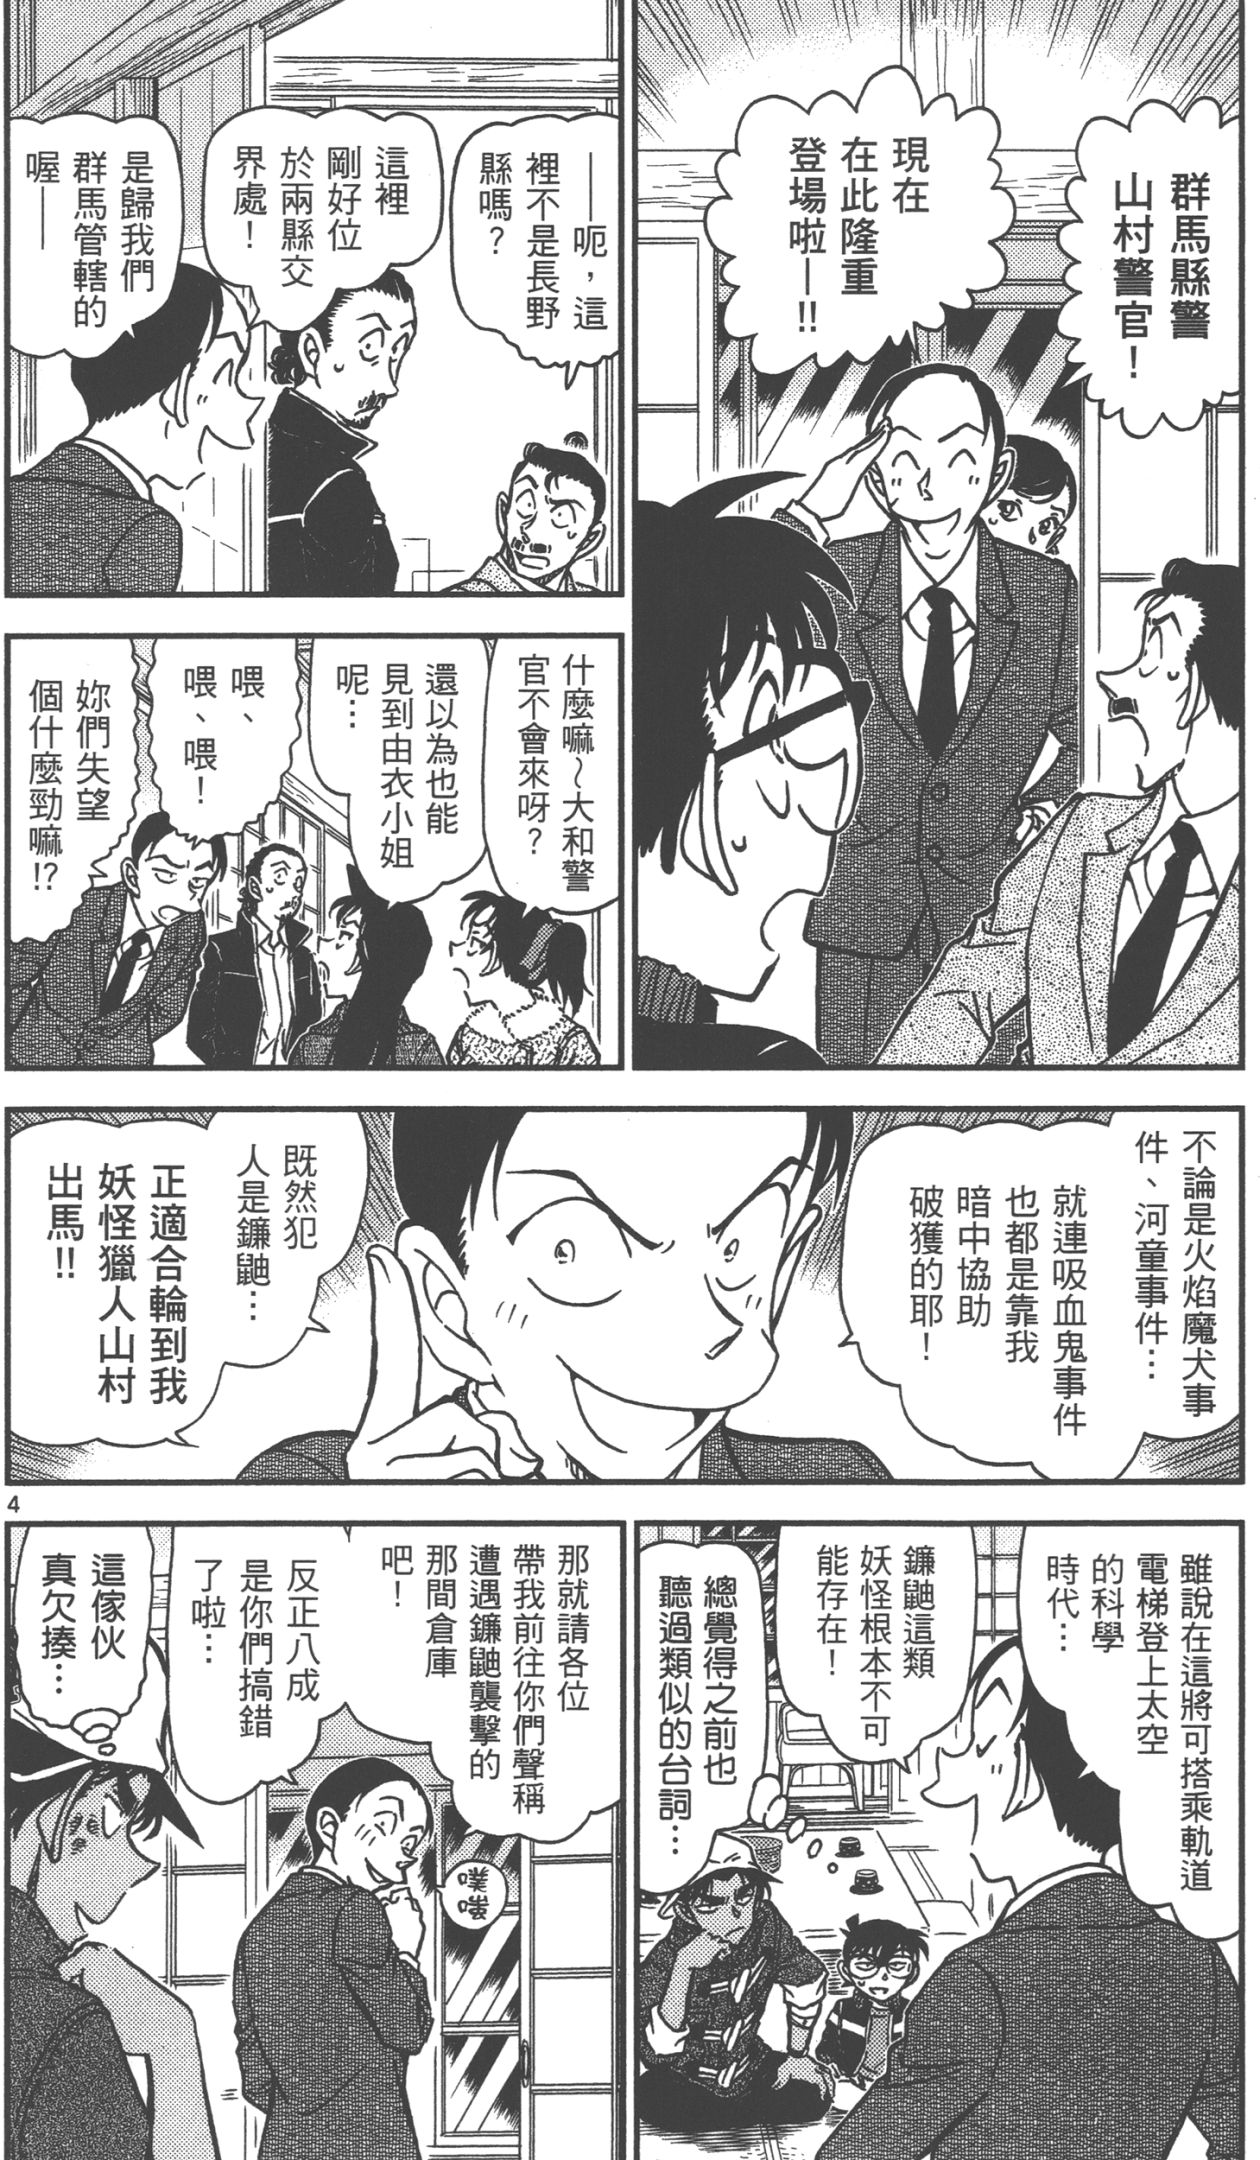 群馬縣警
山村警官！
現在
在此隆重
登場啦—!!
——呃，這
裡不是長野
縣嗎？
這裡
剛好位
於兩縣交
界處！
是歸我們
群馬管轄的
喔——
什麼嘛～大和警
官不會來呀？
還以為也能
見到由衣小姐
呢…
喂、
喂、喂！
妳們失望
個什麼勁嘛!?
不論是火焰魔犬事
件、河童事件…
就連吸血鬼事件
也都是靠我
暗中協助
破獲的耶！
既然犯
人是鐮鼬…
正適合輪到我
妖怪獵人山村
出馬!!
4
雖說在這將可搭乘軌道
電梯登上太空
的科學
時代…
鐮鼬這類
妖怪根本不可
能存在！
總覺得之前也
聽過類似的台詞…
那就請各位
帶我前往你們聲稱
遭遇鐮鼬襲擊的
那間倉庫
吧！
反正八成
是你們搞錯
了啦…
噗
嗤
這傢伙
真欠揍…